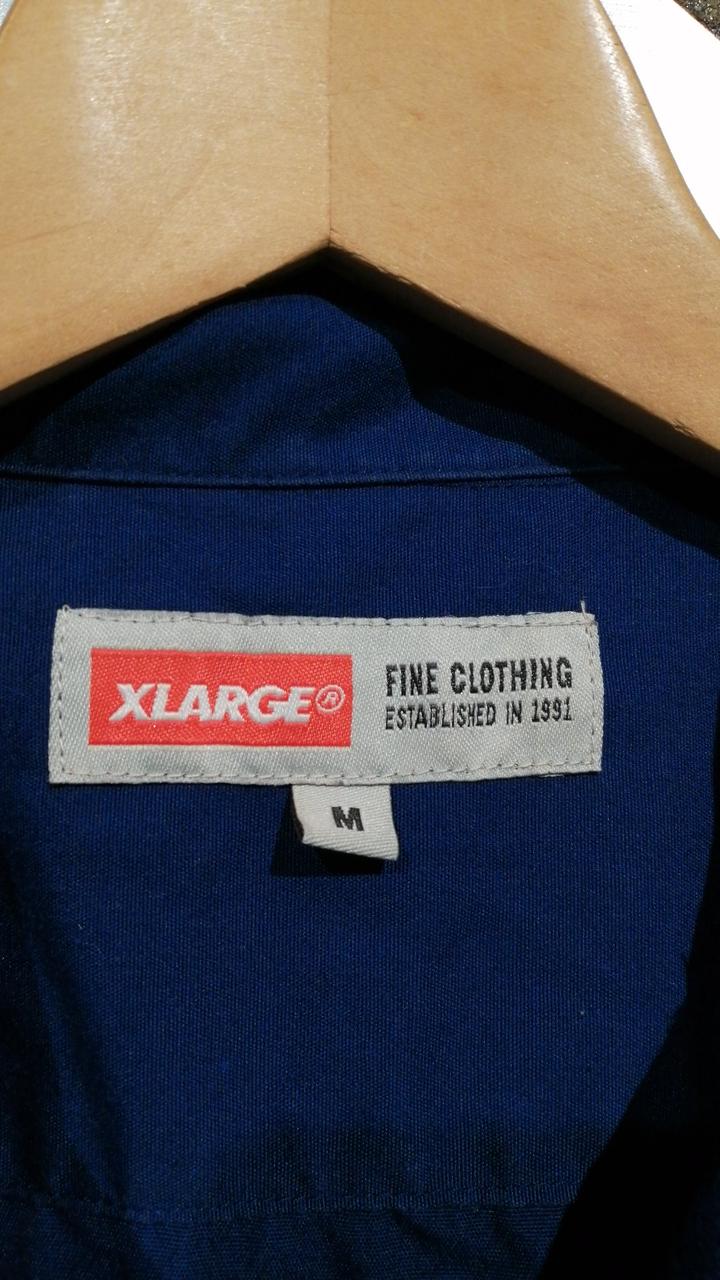 XLARGE®
FINE CLOTHING
ESTABLISHED IN 1991
M